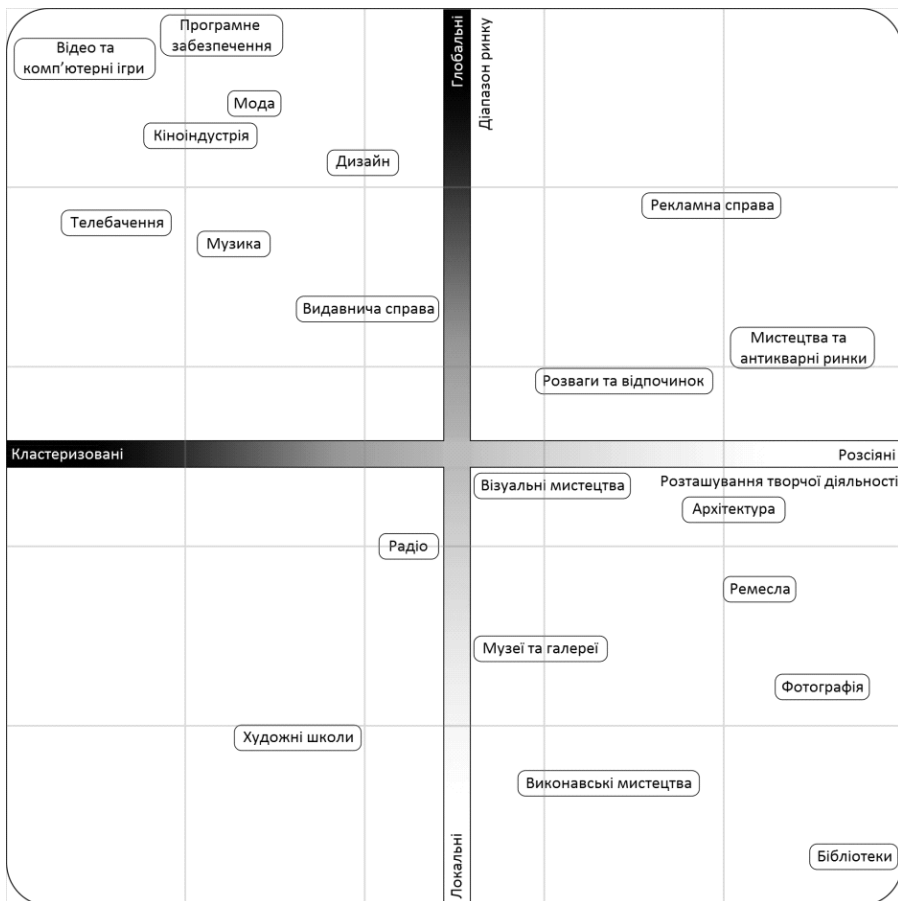 Програмне
забезпечення
Відео та
комп’ютерні ігри
Глобальні
Діапазон ринку
Мода
Кіноіндустрія
Дизайн
Рекламна справа
Телебачення
Музика
Видавнича справа
Мистецтва та
антикварні ринки
Розваги та відпочинок
Кластеризовані
Розсіяні
Розташування творчої діяльності
Візуальні мистецтва
Архітектура
Радіо
Ремесла
Музеї та галереї
Фотографія
Художні школи
Виконавські мистецтва
Локальні
Бібліотеки